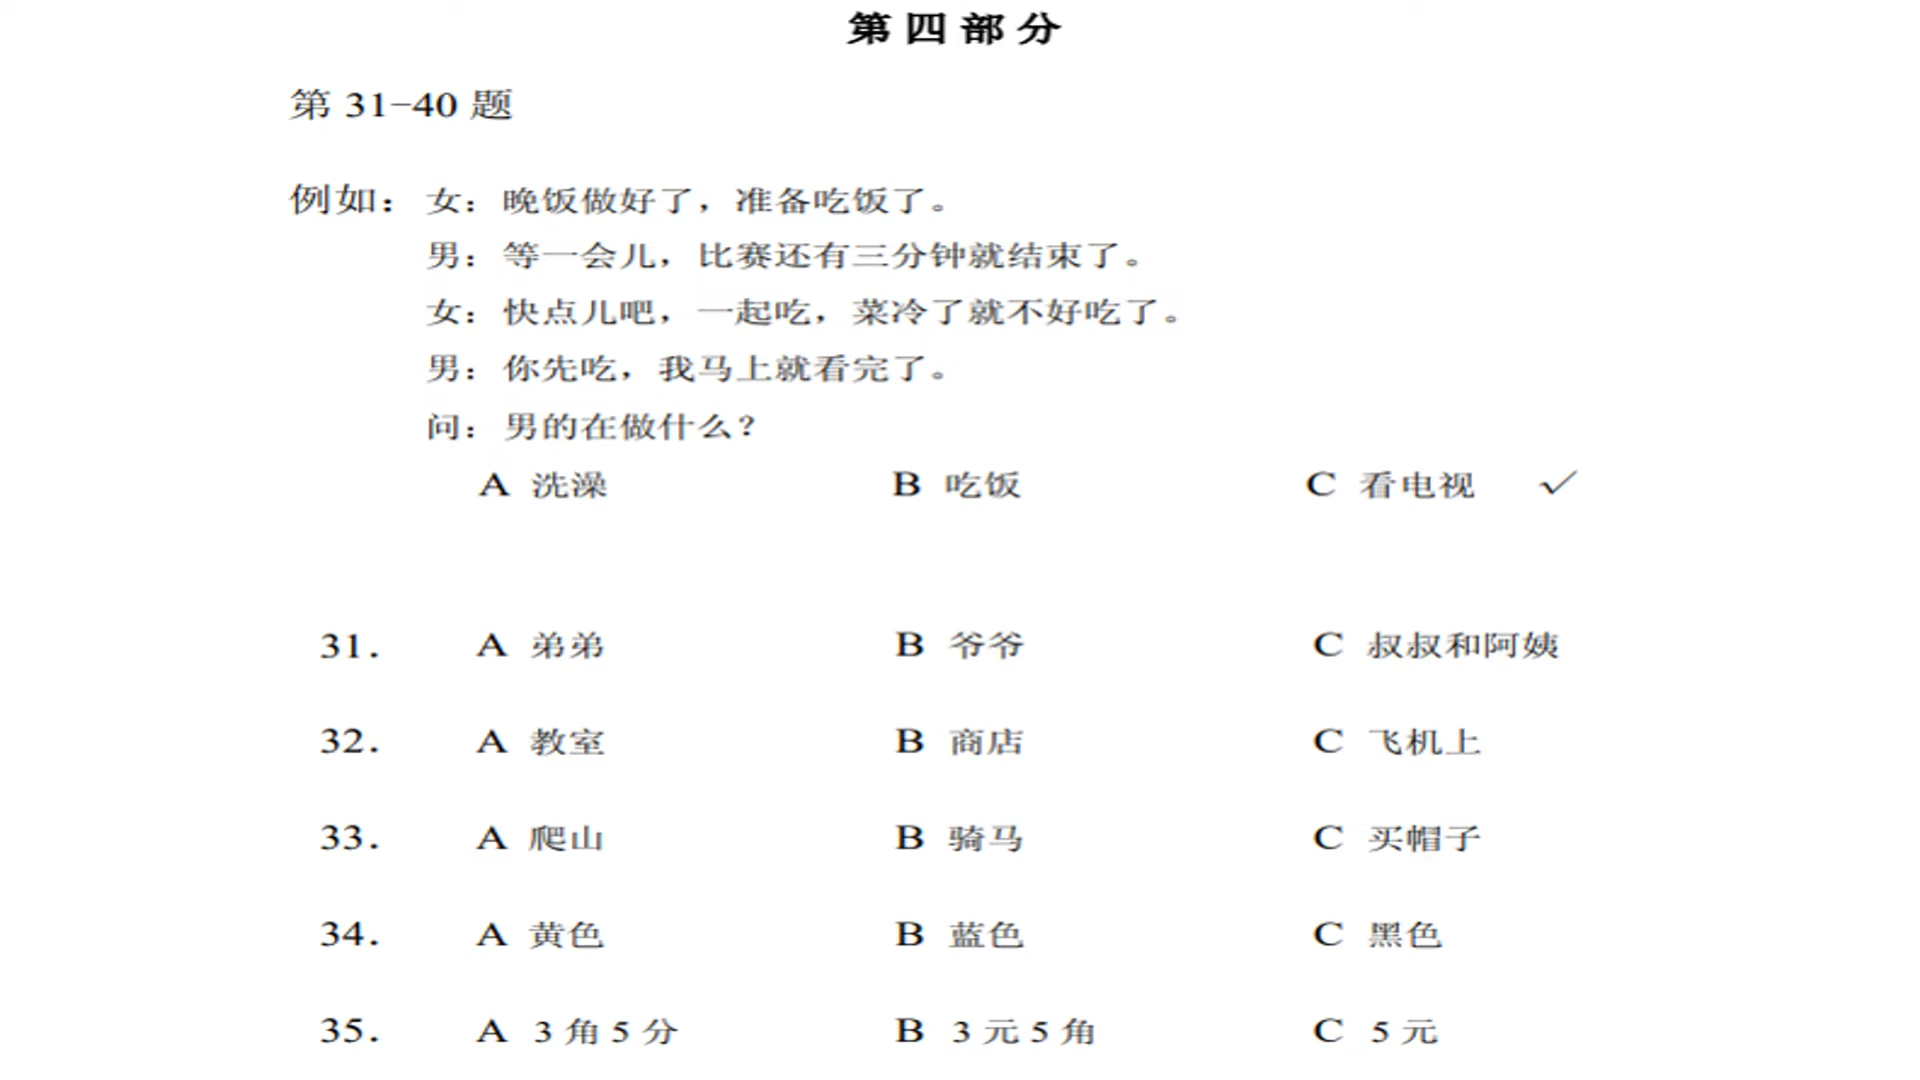 第四部分
第 31-40 题
例如：女：晚饭做好了，准备吃饭了。
男：等一会儿，比赛还有三分钟就结束了。
女：快点儿吧，一起吃，菜冷了就不好吃了。
男：你先吃，我马上就看完了。
问：男的在做什么？
A 洗澡 B 吃饭 C 看电视 ✓
31． A 弟弟 B 爷爷 C 叔叔和阿姨
32． A 教室 B 商店 C 飞机上
33． A 爬山 B 骑马 C 买帽子
34． A 黄色 B 蓝色 C 黑色
35． A 3 角 5 分 B 3 元 5 角 C 5 元